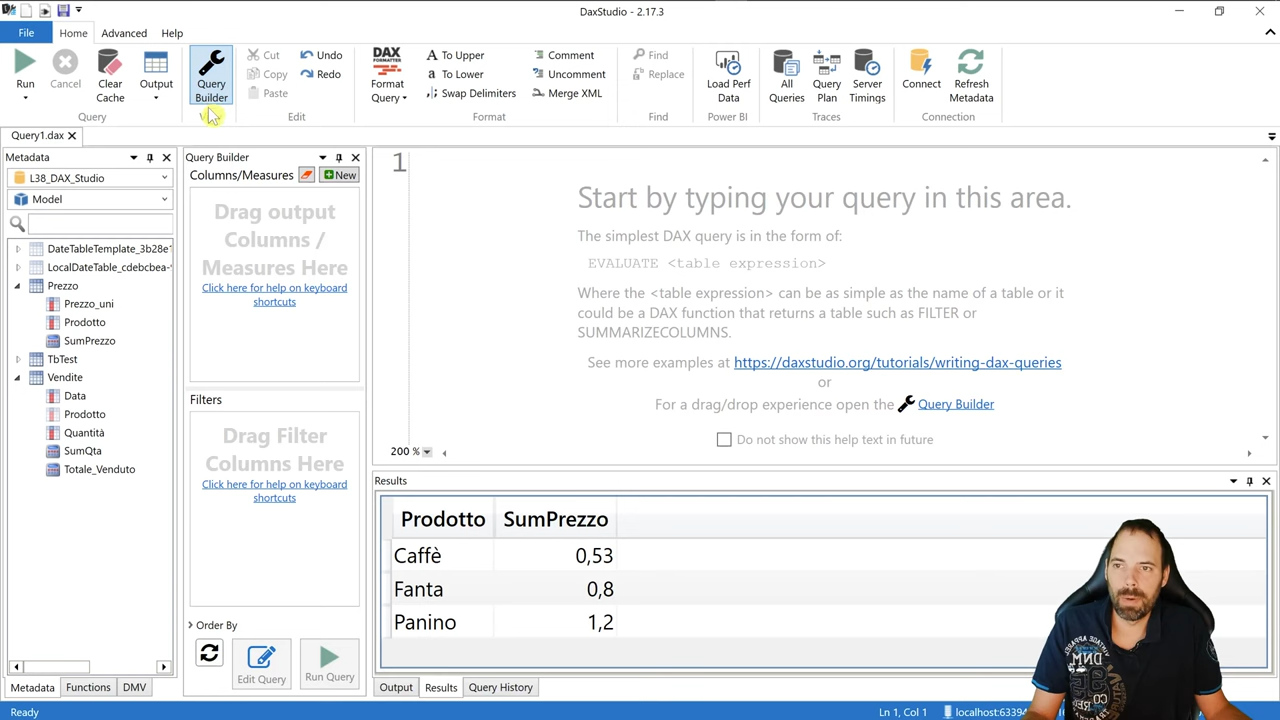 DaxStudio - 2.17.3
File
Home
Advanced
Help
Run
Cancel
Clear
Cache
Output
Query
Query
Builder
Cut
Copy
Paste
Undo
Redo
Edit
DAX
FORMATTER
Format
Query
To Upper
To Lower
Swap Delimiters
Comment
Uncomment
Merge XML
Format
Find
Replace
Find
Load Perf
Data
Power BI
All
Queries
Query
Plan
Server
Timings
Traces
Connect
Refresh
Metadata
Connection
Query1.dax
Metadata
L38_DAX_Studio
Model
DateTableTemplate_3b28e1
LocalDateTable_cdebcbea-
Prezzo
Prezzo_uni
Prodotto
SumPrezzo
TbTest
Vendite
Data
Prodotto
Quantità
SumQta
Totale_Venduto
Metadata
Functions
DMV
Query Builder
Columns/Measures
New
Drag output
Columns /
Measures Here
Click here for help on keyboard
shortcuts
Filters
Drag Filter
Columns Here
Click here for help on keyboard
shortcuts
Order By
Edit Query
Run Query
1
Start by typing your query in this area.
The simplest DAX query is in the form of:
EVALUATE <table expression>
Where the <table expression> can be as simple as the name of a table or it
could be a DAX function that returns a table such as FILTER or
SUMMARIZECOLUMNS.
See more examples at https://daxstudio.org/tutorials/writing-dax-queries
or
For a drag/drop experience open the Query Builder
Do not show this help text in future
200 %
Results
Prodotto SumPrezzo
Caffè 0,53
Fanta 0,8
Panino 1,2
Output
Results
Query History
Ready
Ln 1, Col 1
localhost:6339
DNM